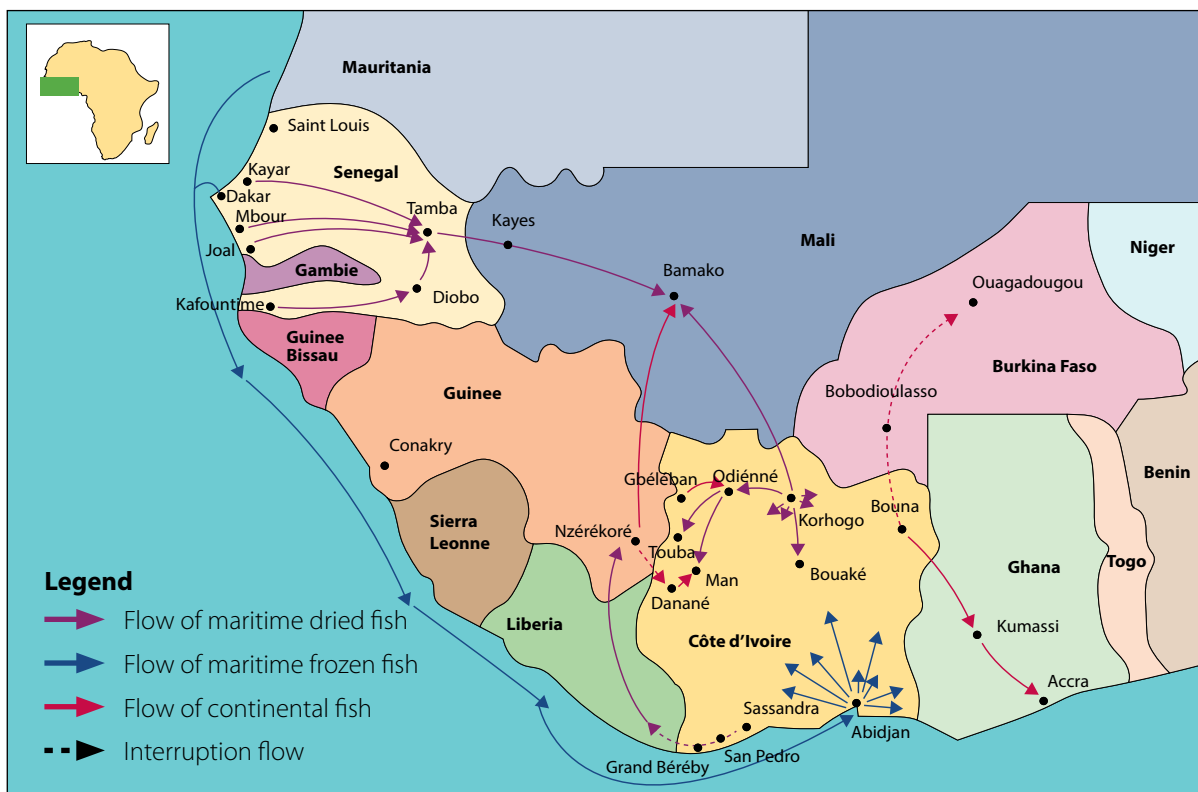 Mauritania
Saint Louis
Kayar
Senegal
Dakar
Mbour
Tamba
Kayes
Joal
Mali
Niger
Gambie
Bamako
Ouagadougou
Diobo
Kafountime
Guinee
Bissau
Burkina Faso
Guinee
Bobodioulasso
Conakry
Benin
Gbéléban
Odiénné
Korhogo
Bouna
Sierra
Leonne
Nzérékoré
Touba
Man
Bouaké
Ghana
Togo
Danané
Liberia
Côte d’Ivoire
Kumassi
Accra
Sassandra
Abidjan
San Pedro
Grand Béréby
Legend
Flow of maritime dried fish
Flow of maritime frozen fish
Flow of continental fish
Interruption flow